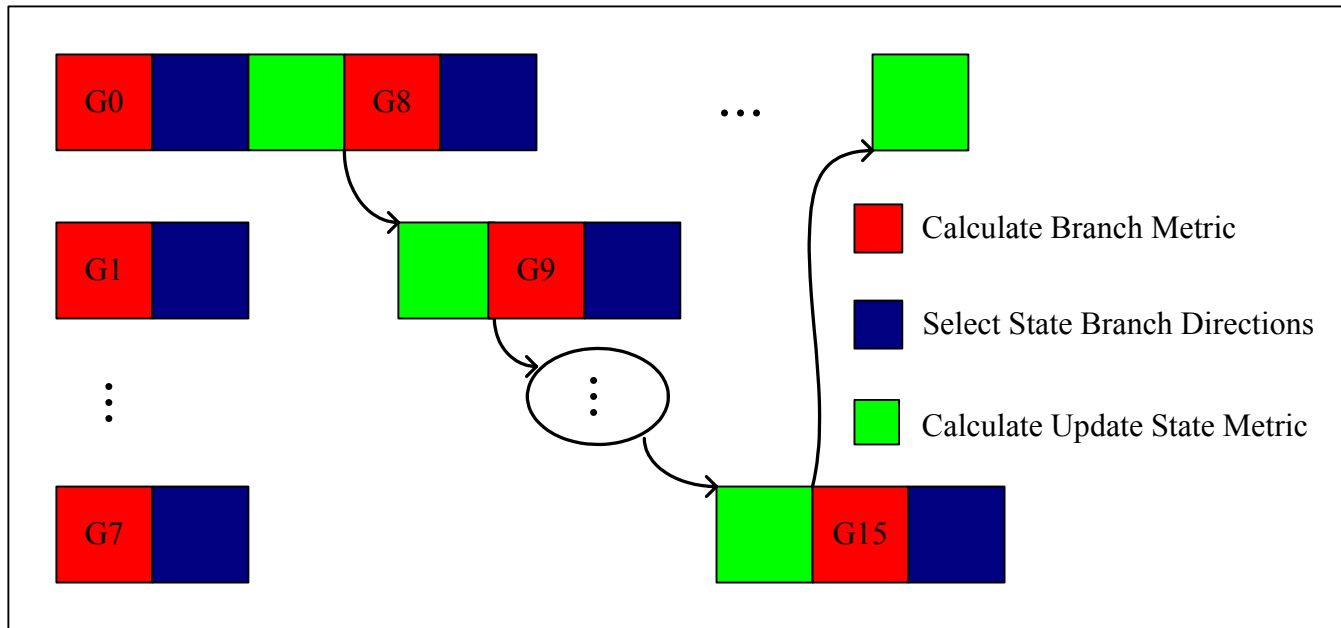 G0
G8
...
G1
G9
Calculate Branch Metric
Select State Branch Directions
Calculate Update State Metric
G7
G15